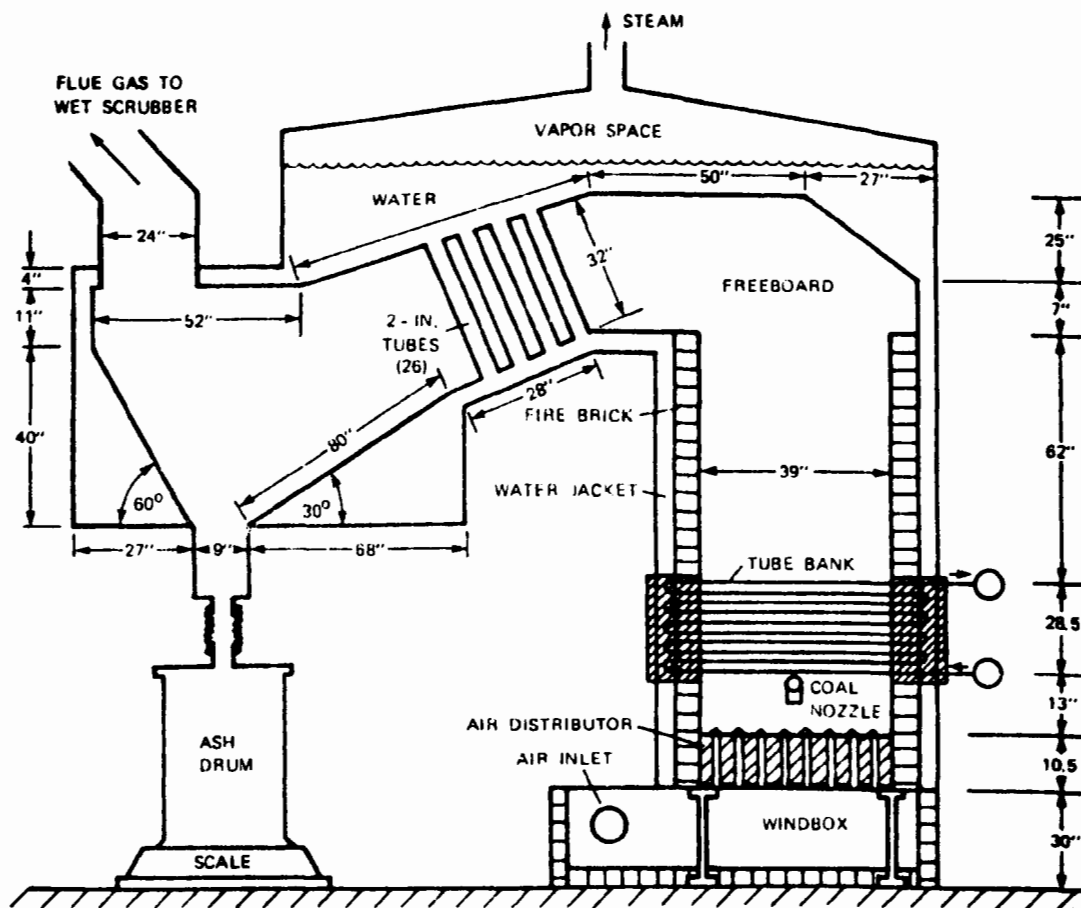 STEAM
FLUE GAS TO
WET SCRUBBER
VAPOR SPACE
50"
27"
WATER
24"
25"
4"
32"
FREEBOARD
11"
7"
52"
2 - IN.
TUBES
(26)
28"
FIRE BRICK
40"
80"
62"
39"
WATER JACKET
60°
30°
27"
9"
68"
TUBE BANK
28.5
COAL
NOZZLE
13"
AIR DISTRIBUTOR
ASH
DRUM
AIR INLET
10.5
WINDBOX
30"
SCALE